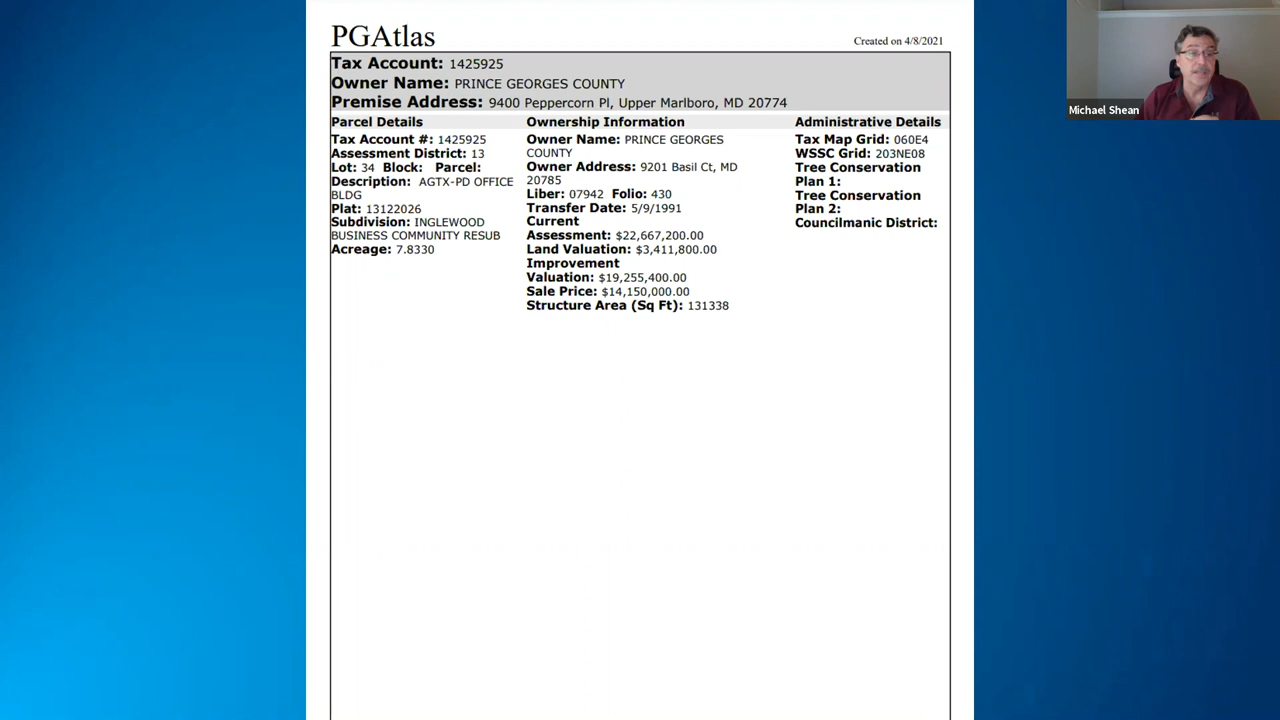 PGAtlas
Created on 4/8/2021
Tax Account: 1425925
Owner Name: PRINCE GEORGES COUNTY
Premise Address: 9400 Peppercorn Pl, Upper Marlboro, MD 20774
Parcel Details
Tax Account #: 1425925
Assessment District: 13
Lot: 34 Block: Parcel:
Description: AGTX-PD OFFICE
BLDG
Plat: 13122026
Subdivision: INGLEWOOD
BUSINESS COMMUNITY RESUB
Acreage: 7.8330
Ownership Information
Owner Name: PRINCE GEORGES
COUNTY
Owner Address: 9201 Basil Ct, MD
20785
Liber: 07942 Folio: 430
Transfer Date: 5/9/1991
Current
Assessment: $22,667,200.00
Land Valuation: $3,411,800.00
Improvement
Valuation: $19,255,400.00
Sale Price: $14,150,000.00
Structure Area (Sq Ft): 131338
Administrative Details
Tax Map Grid: 060E4
WSSC Grid: 203NE08
Tree Conservation
Plan 1:
Tree Conservation
Plan 2:
Councilmanic District:
Michael Shean